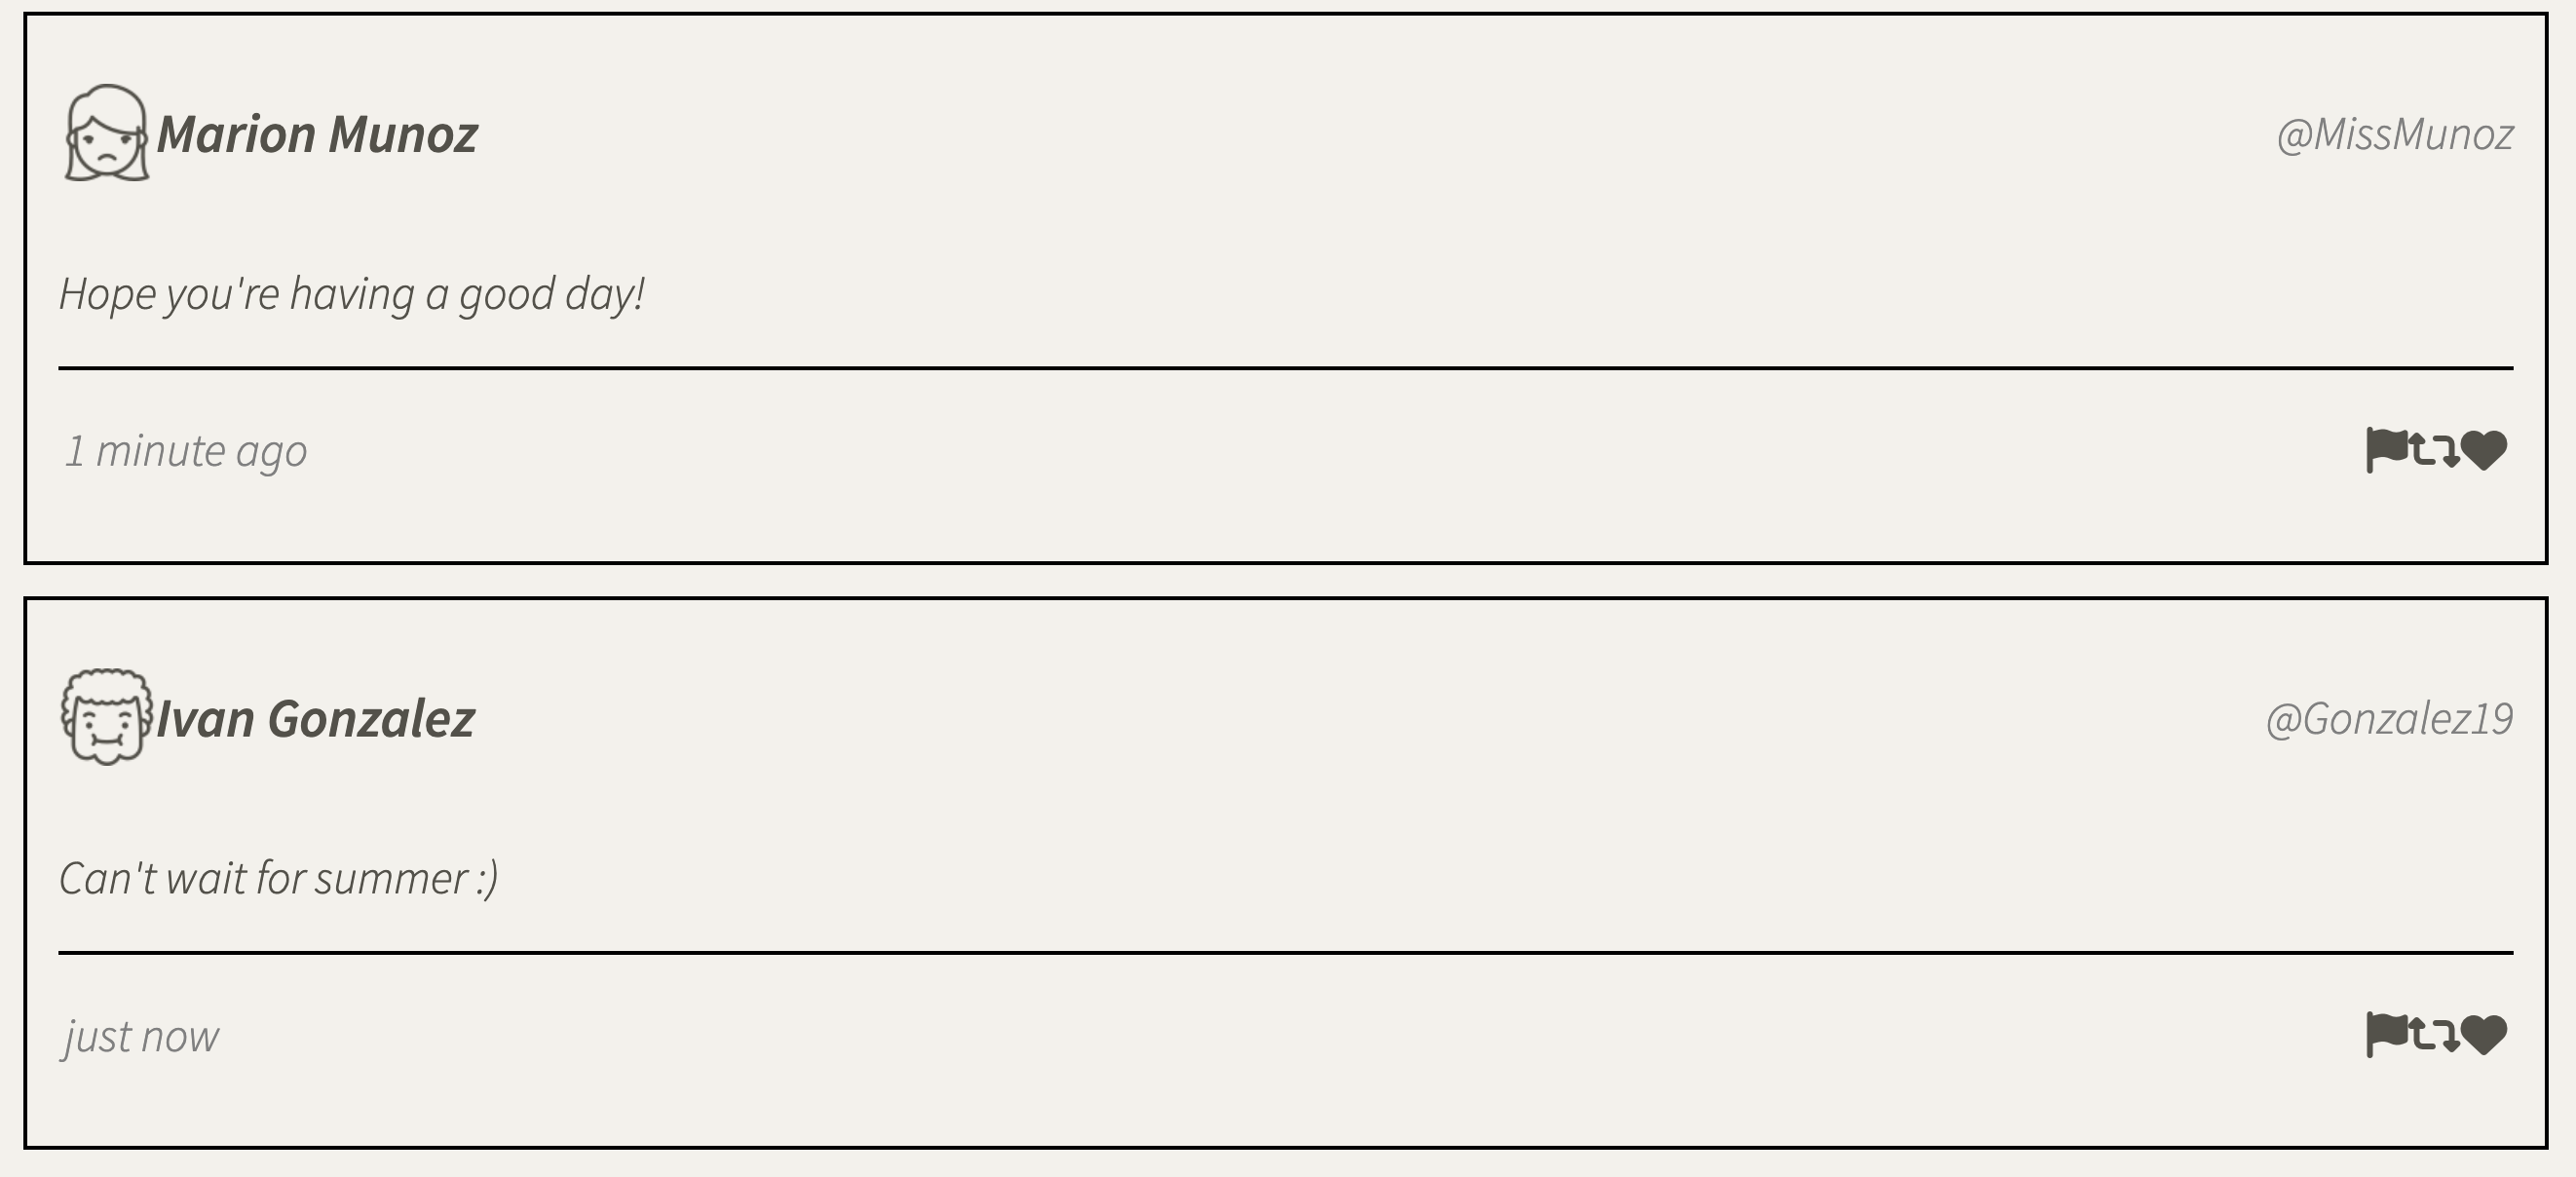 Marion Munoz
@MissMunoz
Hope you're having a good day!
1 minute ago
Ivan Gonzalez
@Gonzalez19
Can't wait for summer :)
just now